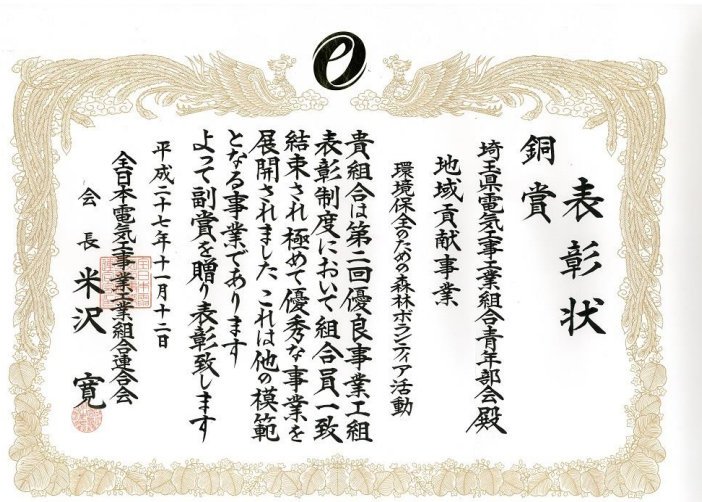 表彰状
銅賞
埼玉県電気工事工業組合青年部会殿
地域貢献事業
環境保全のための森林ボランティア活動
貴組合は第二回優良事業工組
表彰制度において組合員一致
結束され極めて優秀な事業を
展開されました これは他の模範
となる事業であります
よって副賞を贈り表彰致します
平成二十七年十一月十二日
全日本電気工事業工業組合連合会
会長 米沢 寛